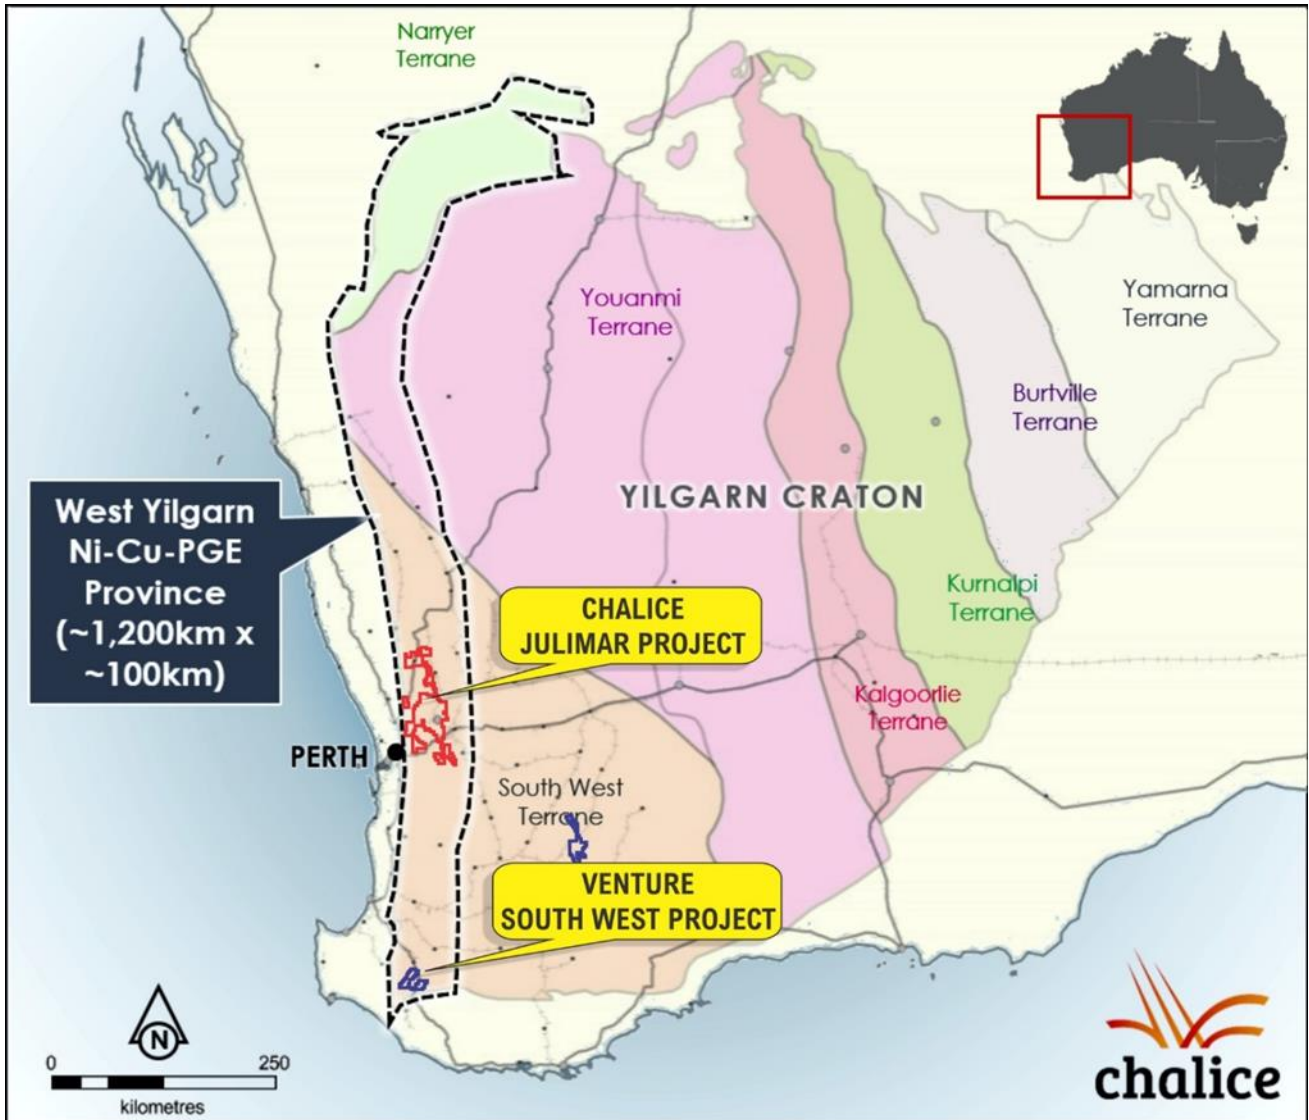 Narryer
Terrane
Youanmi
Terrane
Yamarna
Terrane
Burtville
Terrane
YILGARN CRATON
West Yilgarn
Ni-Cu-PGE
Province
(~1,200km x
~100km)
Kurnalpi
Terrane
CHALICE
JULIMAR PROJECT
Kalgoorlie
Terrane
PERTH
South West
Terrane
VENTURE
SOUTH WEST PROJECT
N
0 250
kilometres
chalice